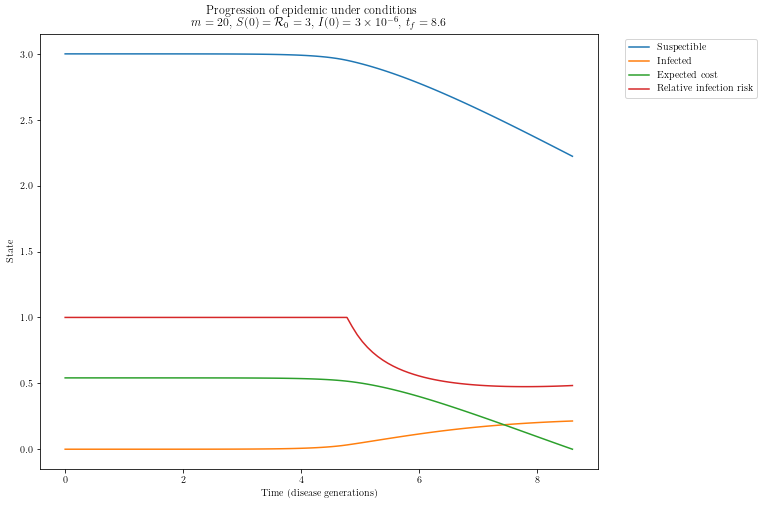 Progression of epidemic under conditions
m = 20, S(0) = ℛ₀ = 3, I(0) = 3 × 10⁻⁶, t_f = 8.6
Suspectible
Infected
Expected cost
Relative infection risk
State
3.0
2.5
2.0
1.5
1.0
0.5
0.0
0
2
4
6
8
Time (disease generations)